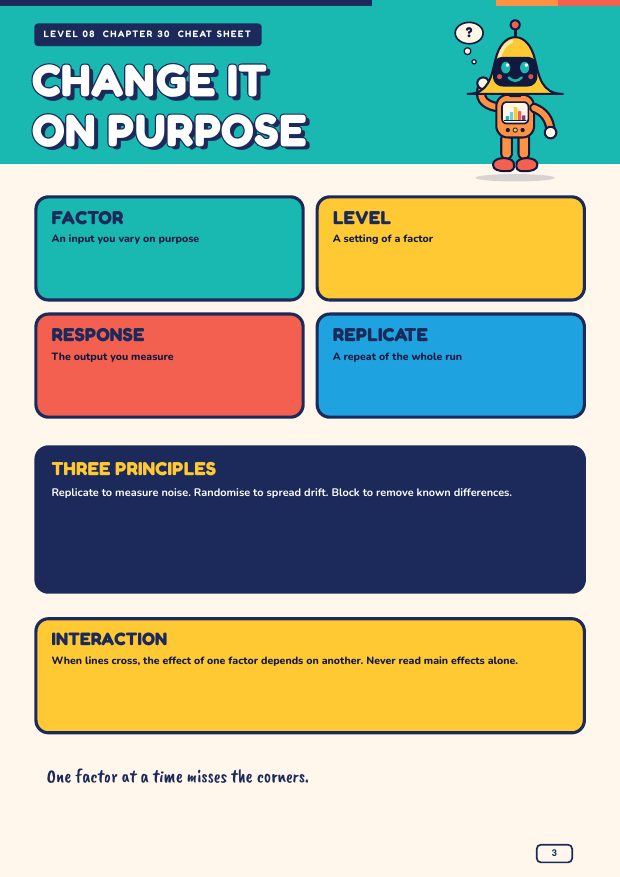 LEVEL 08 CHAPTER 30 CHEAT SHEET
?
CHANGE IT
ON PURPOSE
FACTOR
An input you vary on purpose
LEVEL
A setting of a factor
RESPONSE
The output you measure
REPLICATE
A repeat of the whole run
THREE PRINCIPLES
Replicate to measure noise. Randomise to spread drift. Block to remove known differences.
INTERACTION
When lines cross, the effect of one factor depends on another. Never read main effects alone.
One factor at a time misses the corners.
3